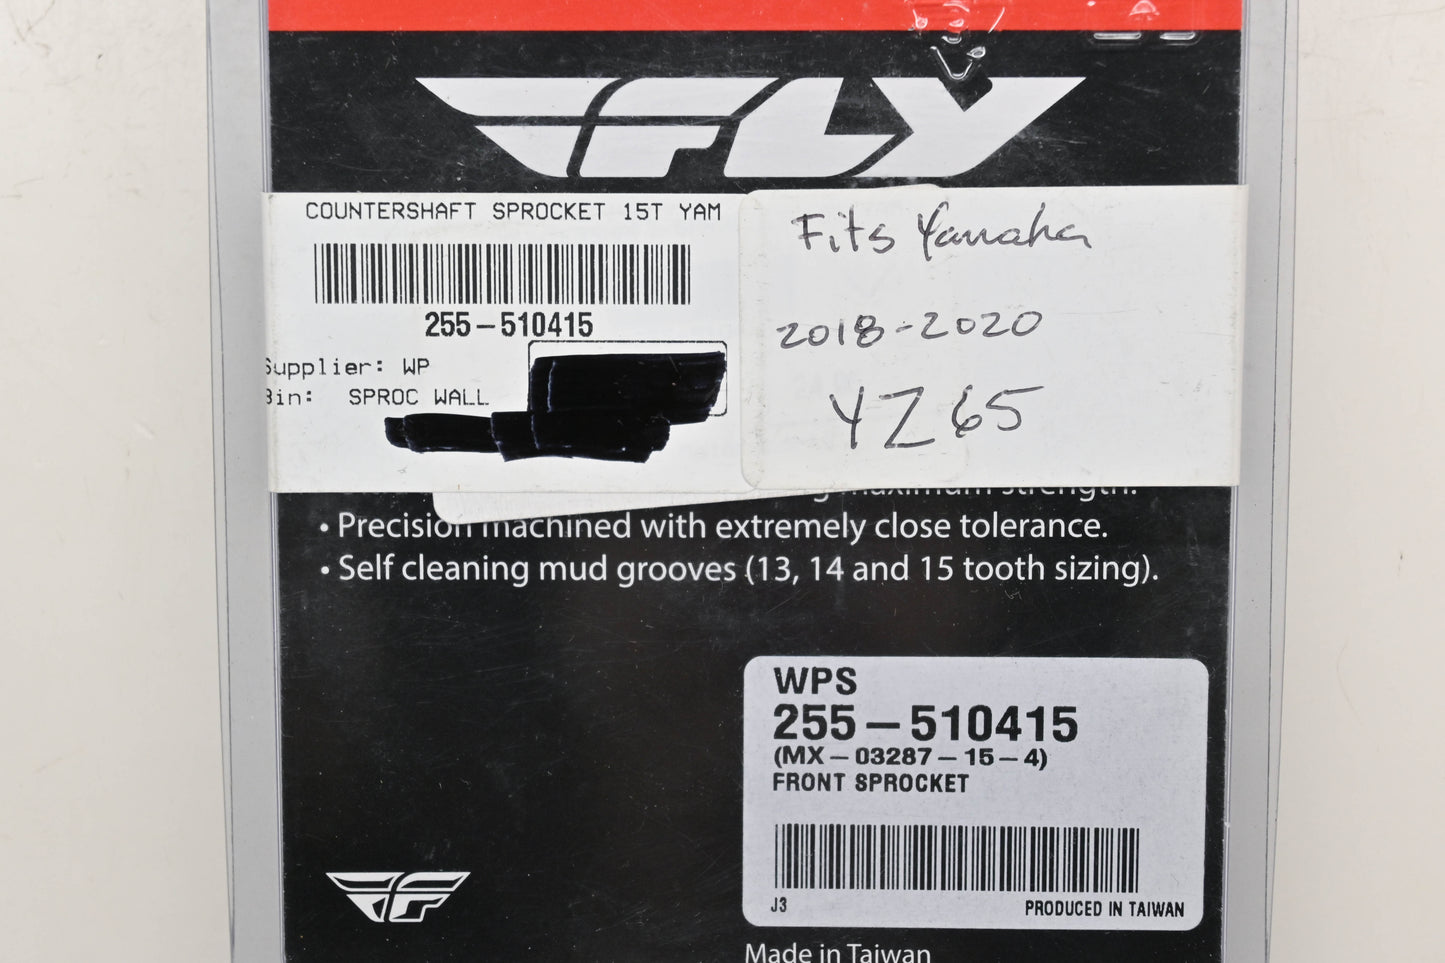 FLY
COUNTERSHAFT SPROCKET 15T YAM
255-510415
Supplier: WP
Bin: SPROC WALL
Fits Yamaha
2018-2020
YZ65
maximum strength.
• Precision machined with extremely close tolerance.
• Self cleaning mud grooves (13, 14 and 15 tooth sizing).
WPS
255-510415
(MX-03287-15-4)
FRONT SPROCKET
J3
PRODUCED IN TAIWAN
Made in Taiwan